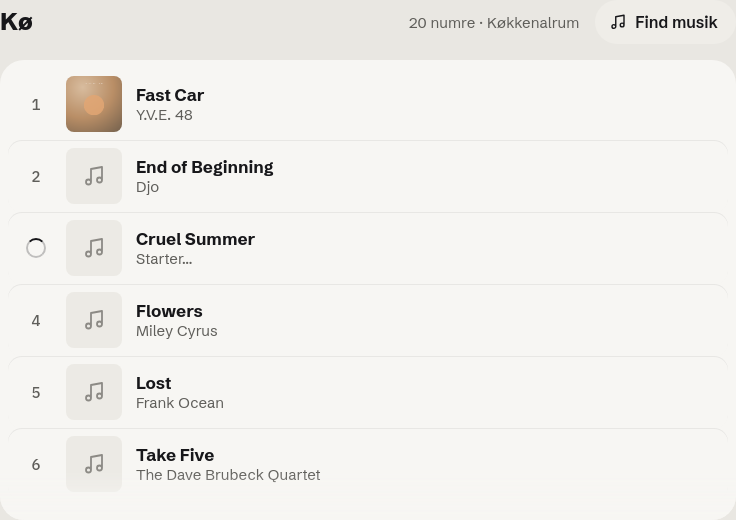 Kø
20 numre · Køkkenalrum
Find musik
1
Fast Car
Y.V.E. 48
2
End of Beginning
Djo
Cruel Summer
Starter…
4
Flowers
Miley Cyrus
5
Lost
Frank Ocean
6
Take Five
The Dave Brubeck Quartet